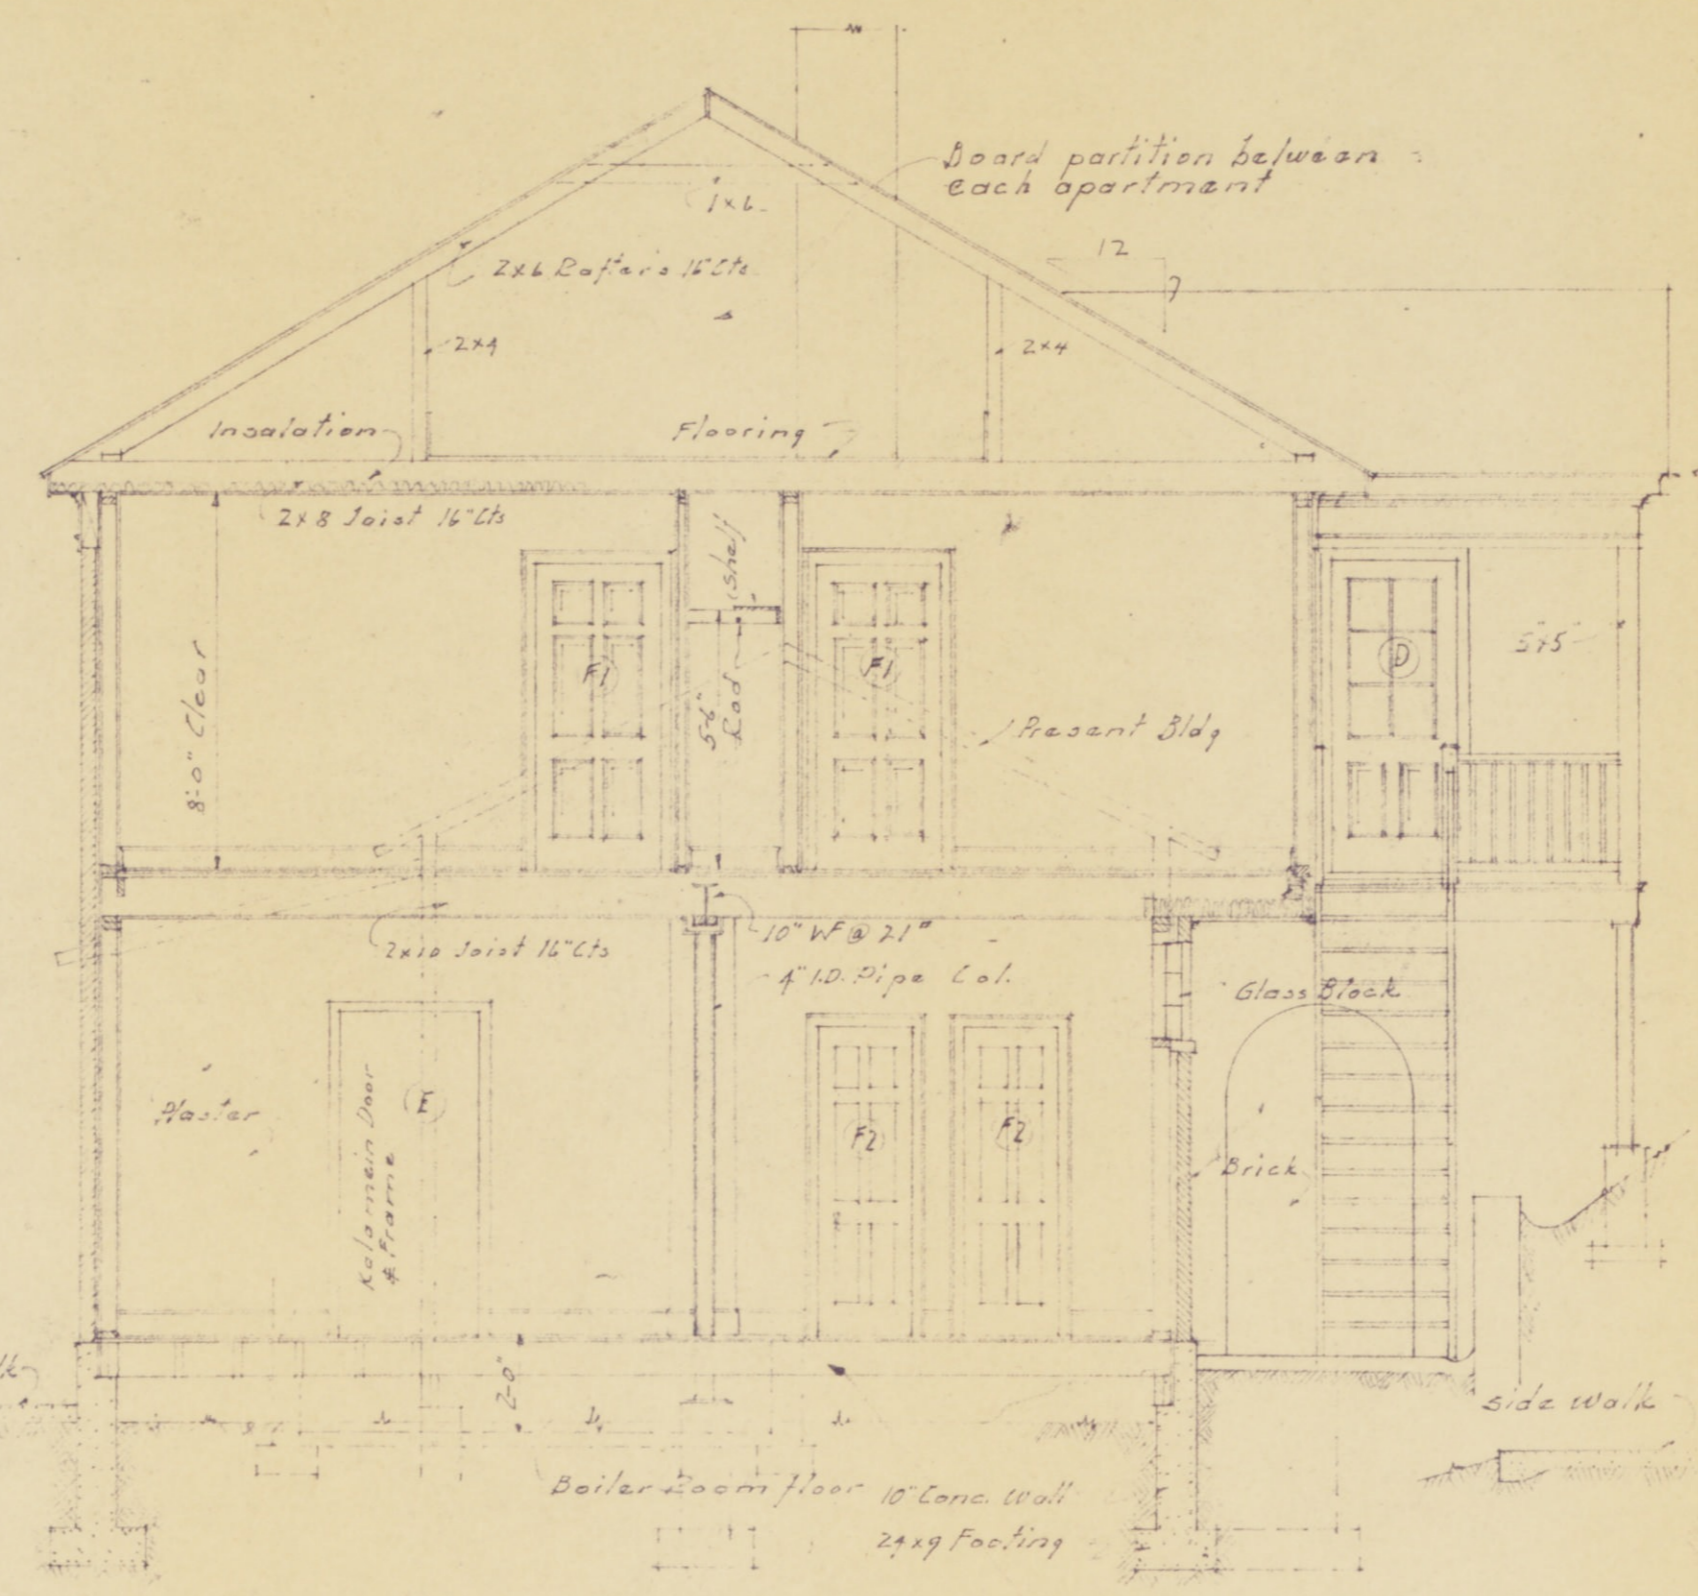 Board partition between
each apartment
1x6
12
7
2x6 Rafters 16"Cts
2x4
2x4
Insalation
Flooring
2x8 Joist 16"Cts
Shelf
F1
F1
D
5x5
8'-0" Clear
5'-6"
Rod
Present Bldg
2x10 Joist 16"Cts
10" WF @ 21#
4" I.D. Pipe Col.
Glass Block
Plaster
E
Kalamein Door
& Frame
F2
F2
Brick
2'-0"
side walk
Boiler Room floor
10" Conc. Wall
24x9 Footing